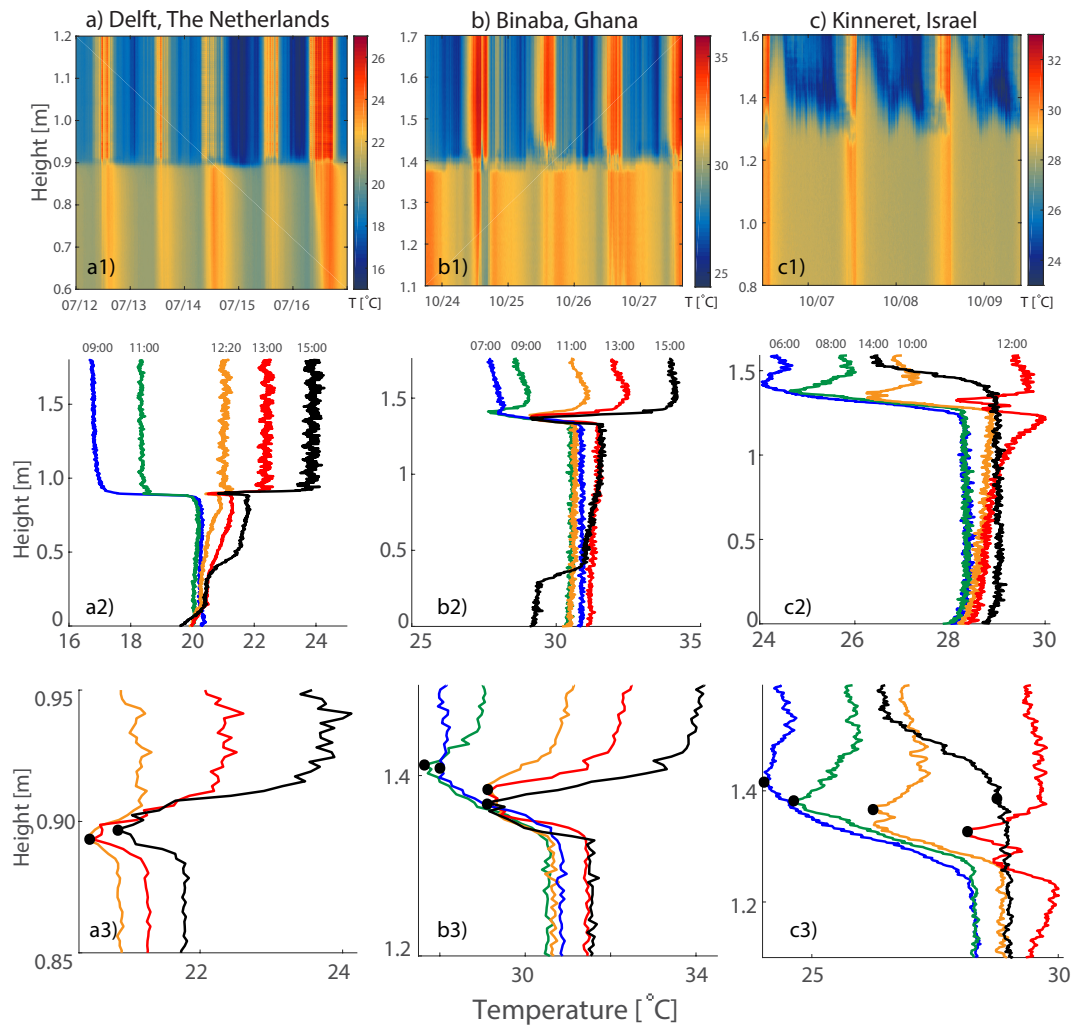 a) Delft, The Netherlands
b) Binaba, Ghana
c) Kinneret, Israel
Height [m]
1.2
1.1
1.0
0.9
0.8
0.7
0.6
a1)
07/12 07/13 07/14 07/15 07/16
T [°C]
26
24
22
20
18
16
1.7
1.6
1.5
1.4
1.3
1.2
1.1
b1)
10/24 10/25 10/26 10/27
T [°C]
35
30
25
1.6
1.4
1.2
1.0
0.8
c1)
10/07 10/08 10/09
T [°C]
33
32
31
30
29
28
27
26
25
24
23
Height [m]
09:00 11:00 12:20 13:00 15:00
1.5
1.0
0.5
0
a2)
16 18 20 22 24
07:00 09:00 11:00 13:00 15:00
1.5
1
0.5
0
b2)
25 30 35
06:00 08:00 14:00 10:00 12:00
1.5
1
0.5
0
c2)
24 26 28 30
Height [m]
0.95
0.90
0.85
a3)
22 24
1.4
1.2
b3)
30 34
1.4
1.2
c3)
25 30
Temperature [°C]